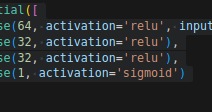 tial([
se(64, activation='relu', input
se(32, activation='relu'),
se(32, activation='relu'),
se(1, activation='sigmoid')